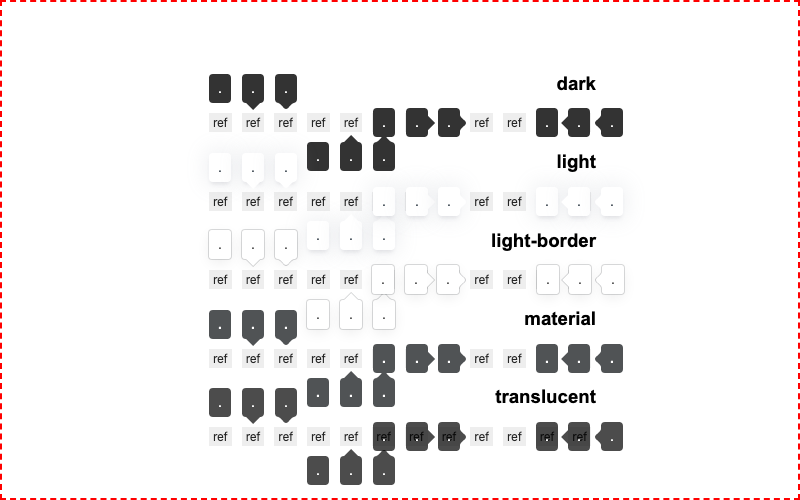 dark
. . .
ref ref ref ref ref . . . ref ref . . .
. . .
light
. . .
ref ref ref ref ref . . . ref ref . . .
. . .
light-border
. . .
ref ref ref ref ref . . . ref ref . . .
. . .
material
. . .
ref ref ref ref ref . . . ref ref . . .
. . .
translucent
. . .
ref ref ref ref ref ref ref ref ref ref ref ref .
. . .